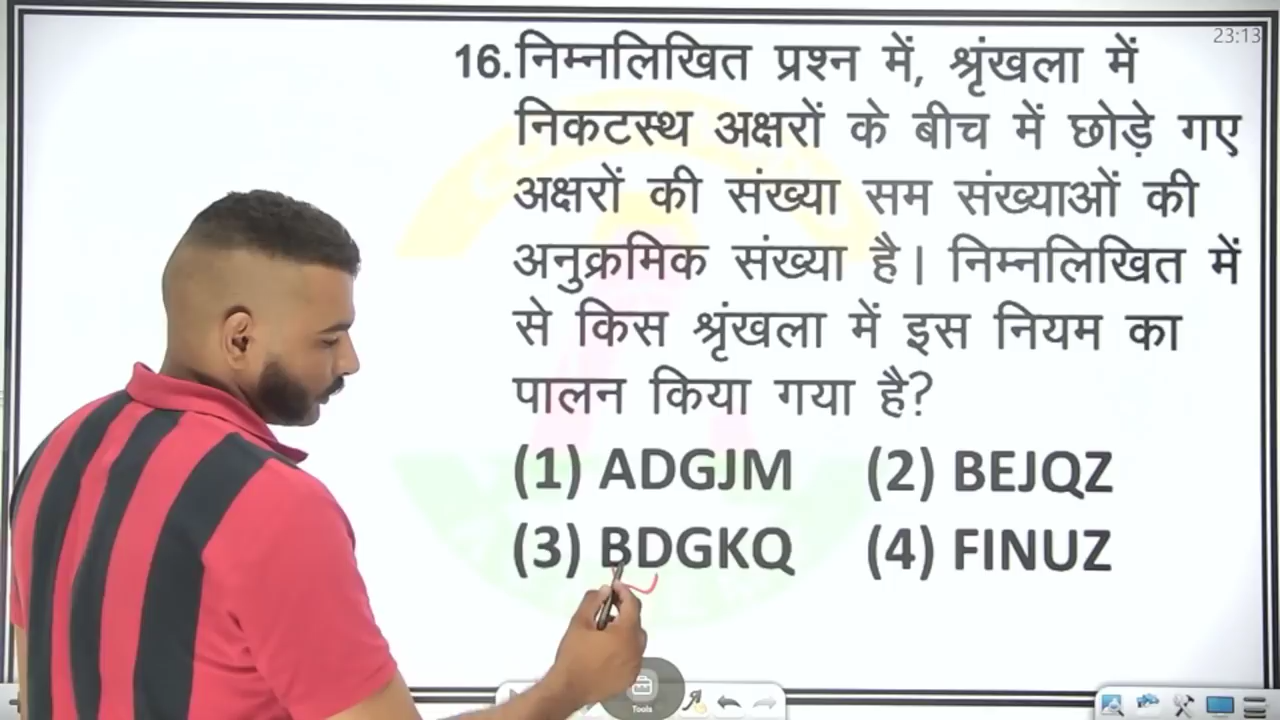 23:13
16.निम्नलिखित प्रश्न में, श्रृंखला में
निकटस्थ अक्षरों के बीच में छोड़े गए
अक्षरों की संख्या सम संख्याओं की
अनुक्रमिक संख्या है। निम्नलिखित में
से किस श्रृंखला में इस नियम का
पालन किया गया है?
(1) ADGJM (2) BEJQZ
(3) BDGKQ (4) FINUZ
Tools